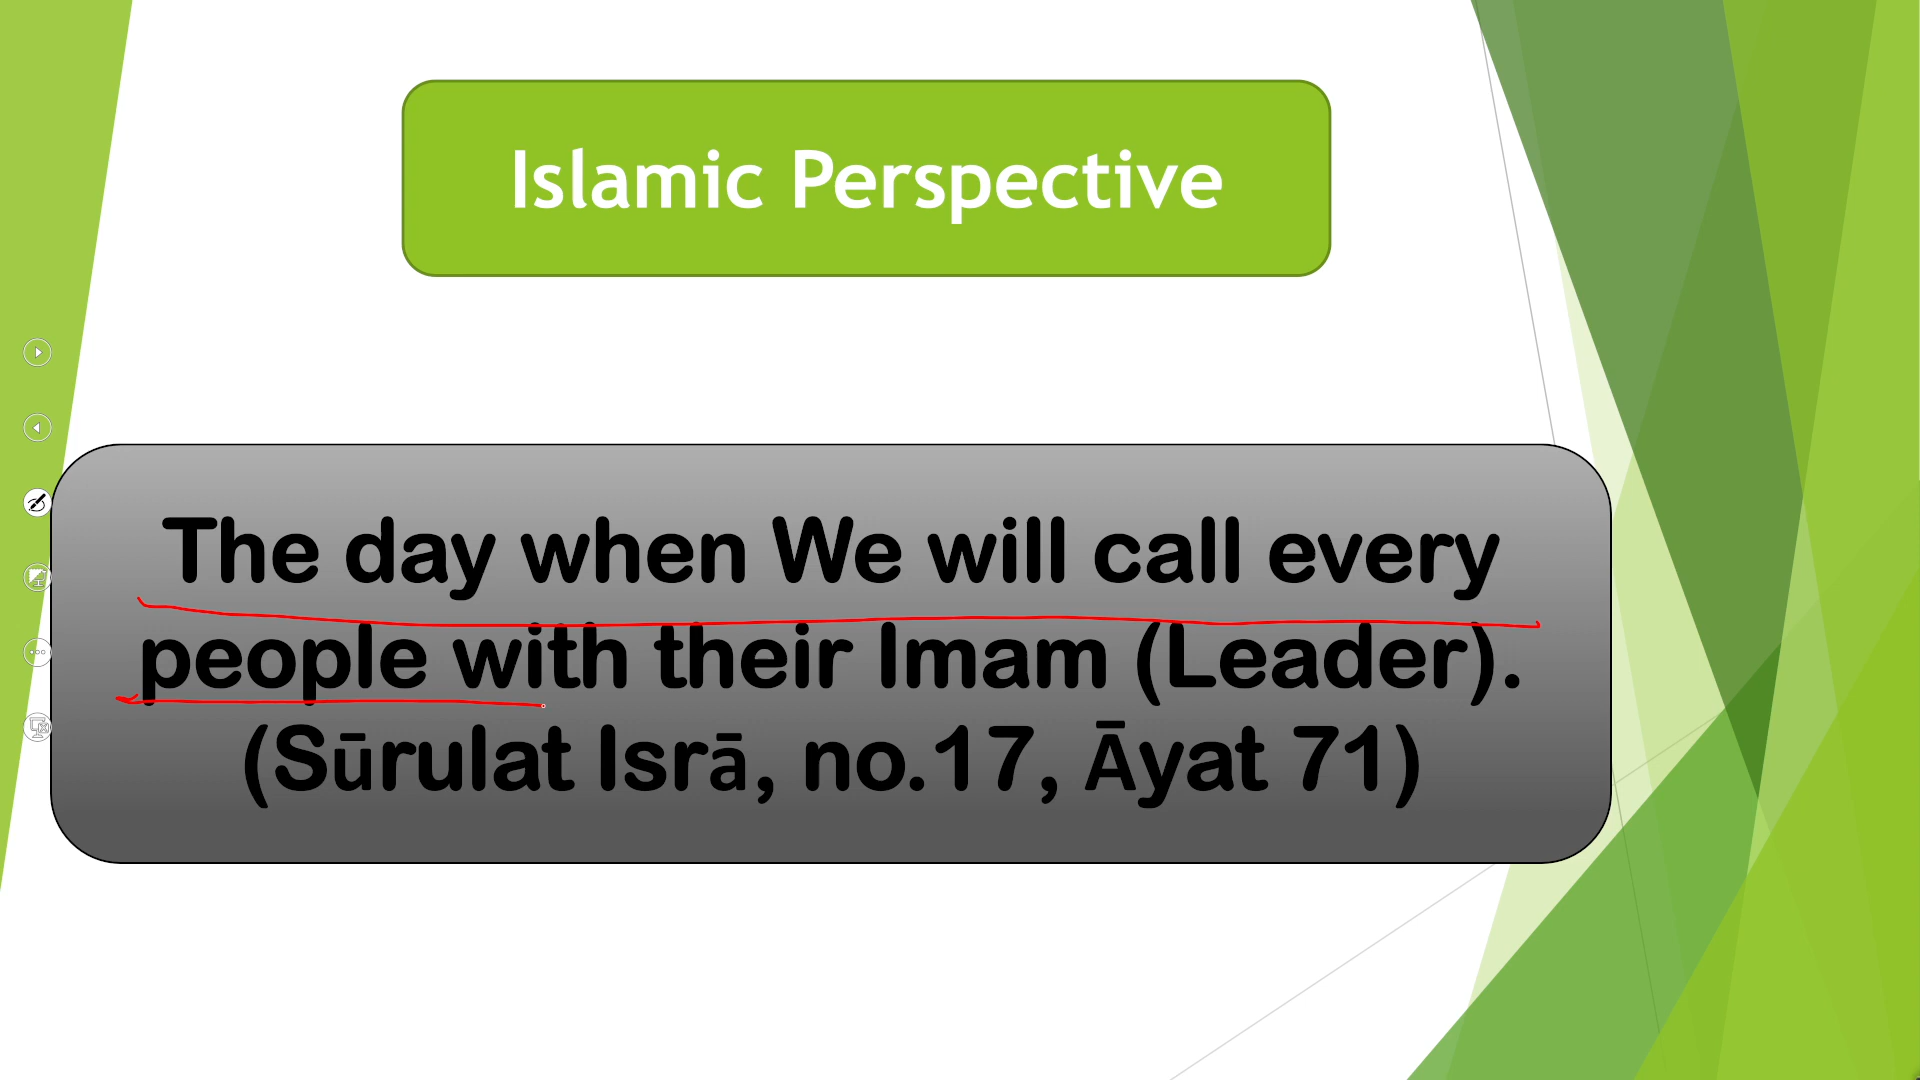 Islamic Perspective
The day when We will call every
people with their Imam (Leader).
(Sūrulat Isrā, no.17, Āyat 71)